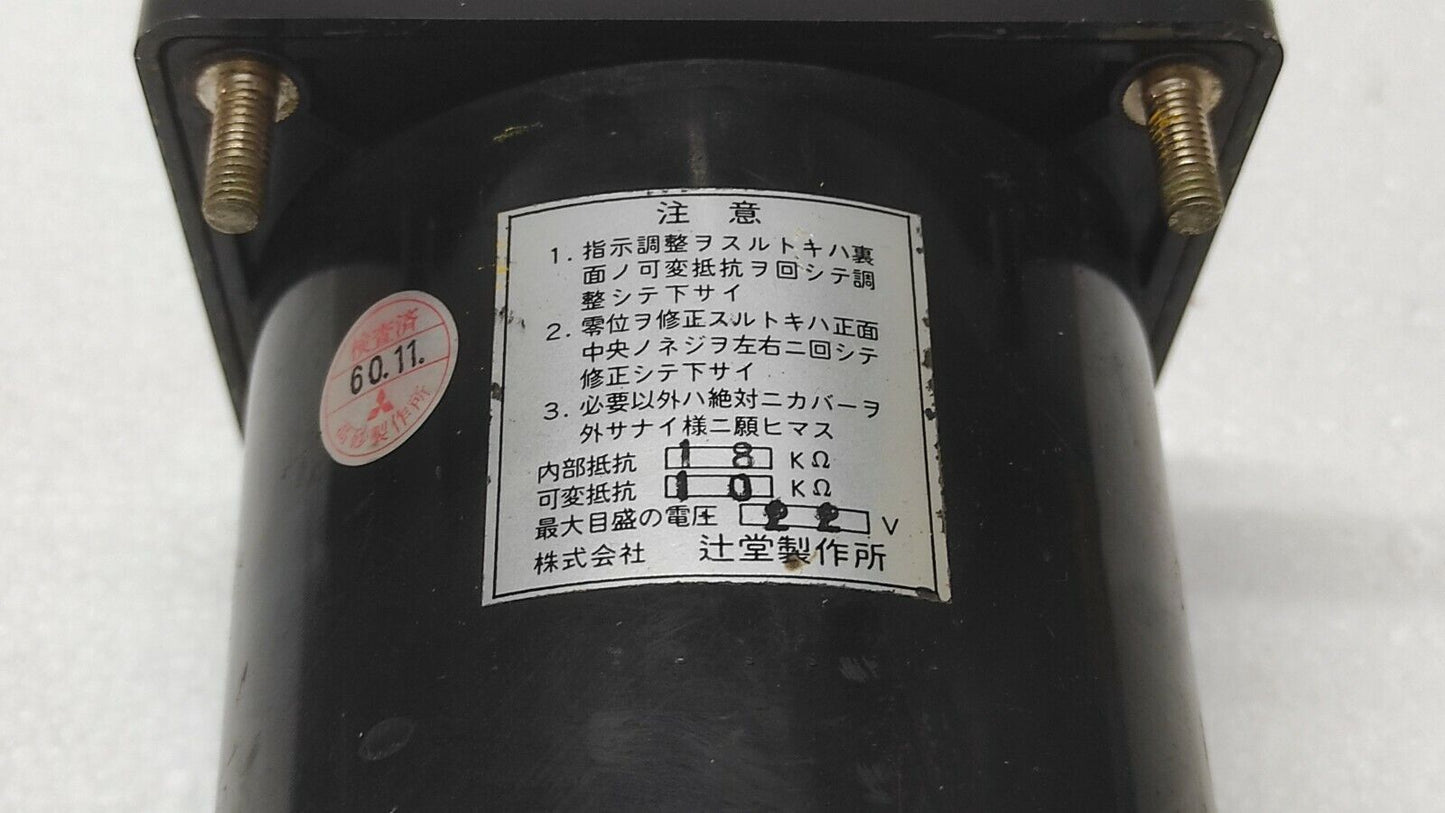 注 意
1. 指示調整ヲスルトキハ裏
面ノ可変抵抗ヲ回シテ調
整シテ下サイ
2. 零位ヲ修正スルトキハ正面
中央ノネジヲ左右ニ回シテ
修正シテ下サイ
3. 必要以外ハ絶対ニカバーヲ
外サナイ様ニ願ヒマス
内部抵抗 18 KΩ
可変抵抗 10 KΩ
最大目盛の電圧 22 V
株式会社 辻堂製作所
検査済
60.11.
製作所